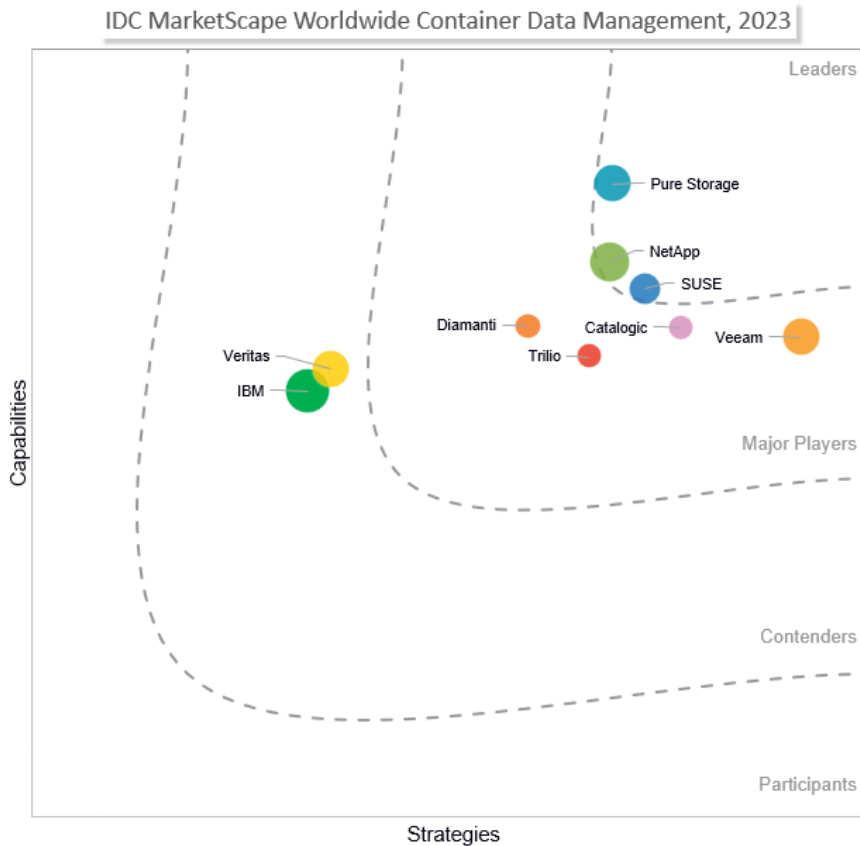 IDC MarketScape Worldwide Container Data Management, 2023
Leaders
Pure Storage
NetApp
SUSE
Diamanti
Catalogic
Veeam
Trilio
Veritas
IBM
Major Players
Capabilities
Contenders
Participants
Strategies